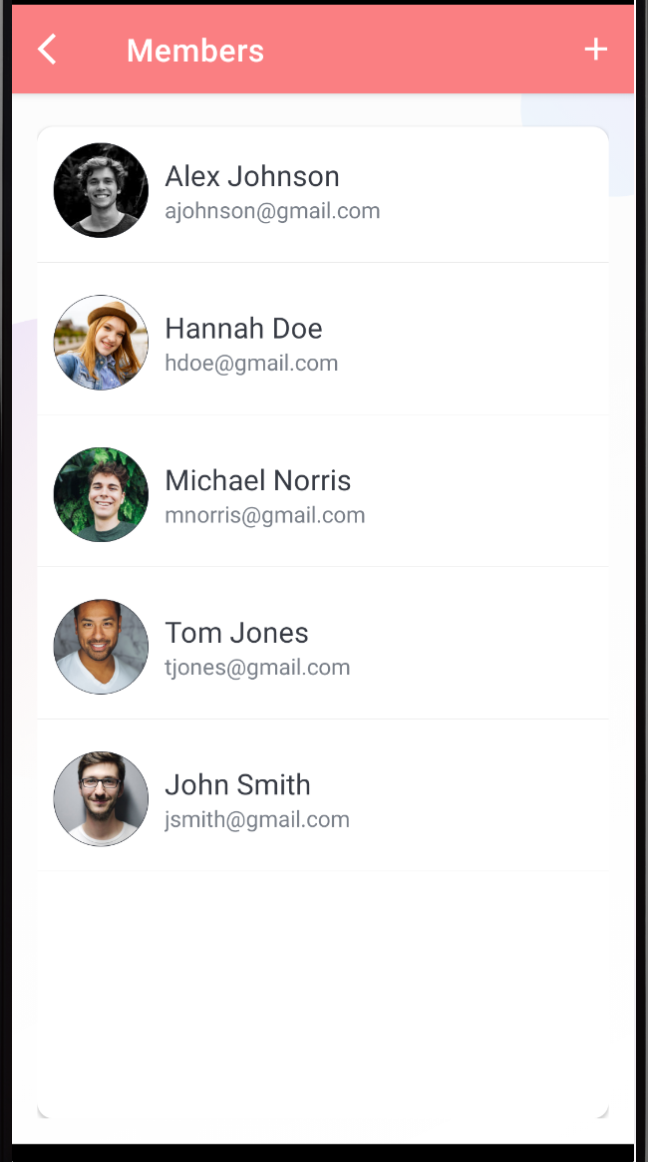 Members
Alex Johnson
ajohnson@gmail.com
Hannah Doe
hdoe@gmail.com
Michael Norris
mnorris@gmail.com
Tom Jones
tjones@gmail.com
John Smith
jsmith@gmail.com